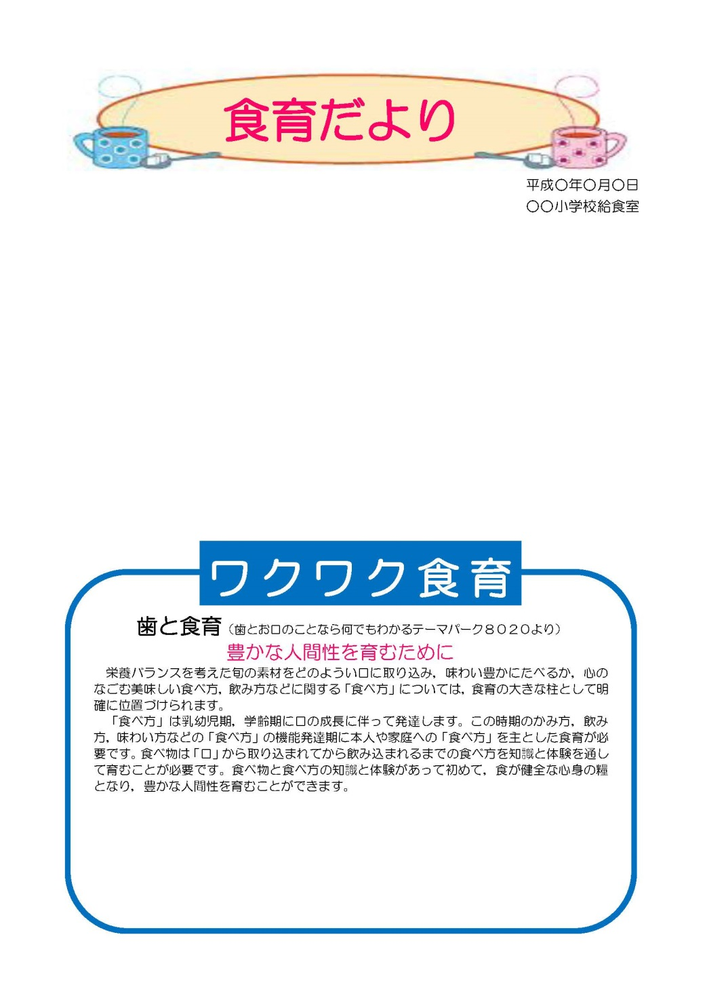 食育だより
平成〇年〇月〇日
〇〇小学校給食室
ワクワク食育
歯と食育（歯とお口のことなら何でもわかるテーマパーク８０２０より）
豊かな人間性を育むために
　栄養バランスを考えた旬の素材をどのよういロに取り込み，味わい豊かにたべるか，心の
なごむ美味しい食べ方，飲み方などに関する「食べ方」については，食育の大きな柱として明
確に位置づけられます。
　「食べ方」は乳幼児期，学齢期に口の成長に伴って発達します。この時期のかみ方，飲み
方，味わい方などの「食べ方」の機能発達期に本人や家庭への「食べ方」を主とした食育が必
要です。食べ物は「口」から取り込まれてから飲み込まれるまでの食べ方を知識と体験を通し
て育むことが必要です。食べ物と食べ方の知識と体験があって初めて，食が健全な心身の糧
となり，豊かな人間性を育むことができます。